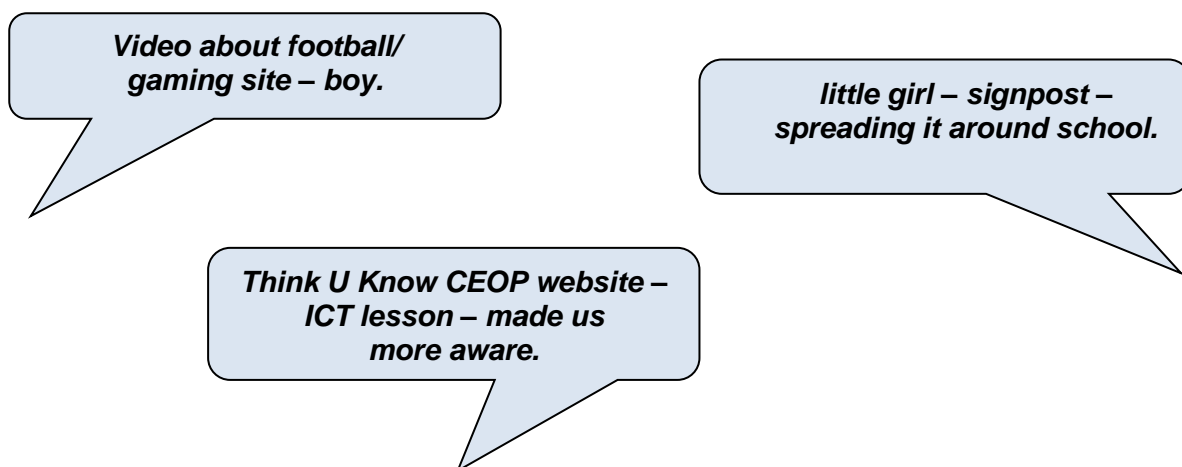 Video about football/
gaming site – boy.
little girl – signpost –
spreading it around school.
Think U Know CEOP website –
ICT lesson – made us
more aware.